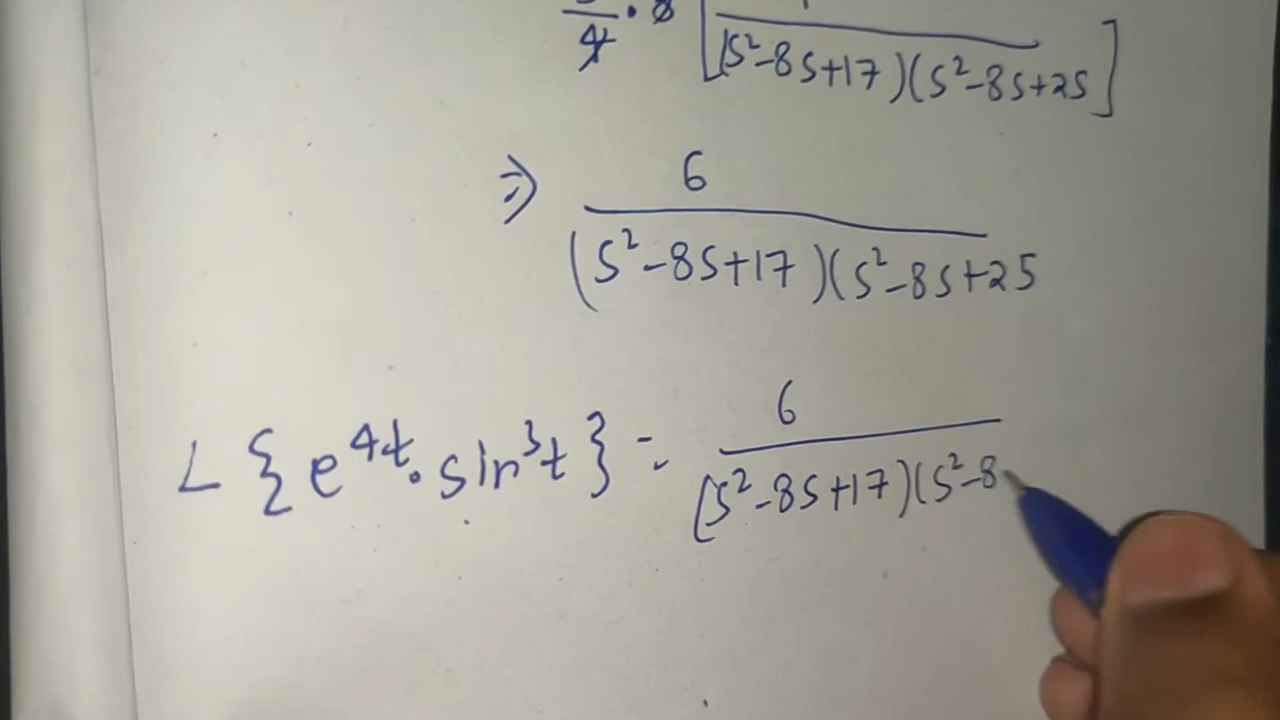 4 · 8 [ (S²-8S+17)(S²-8S+25 ]
⇒ 6 / (S²-8S+17)(S²-8S+25
L{e^4t · sin³t} = 6 / (S²-8S+17)(S²-8